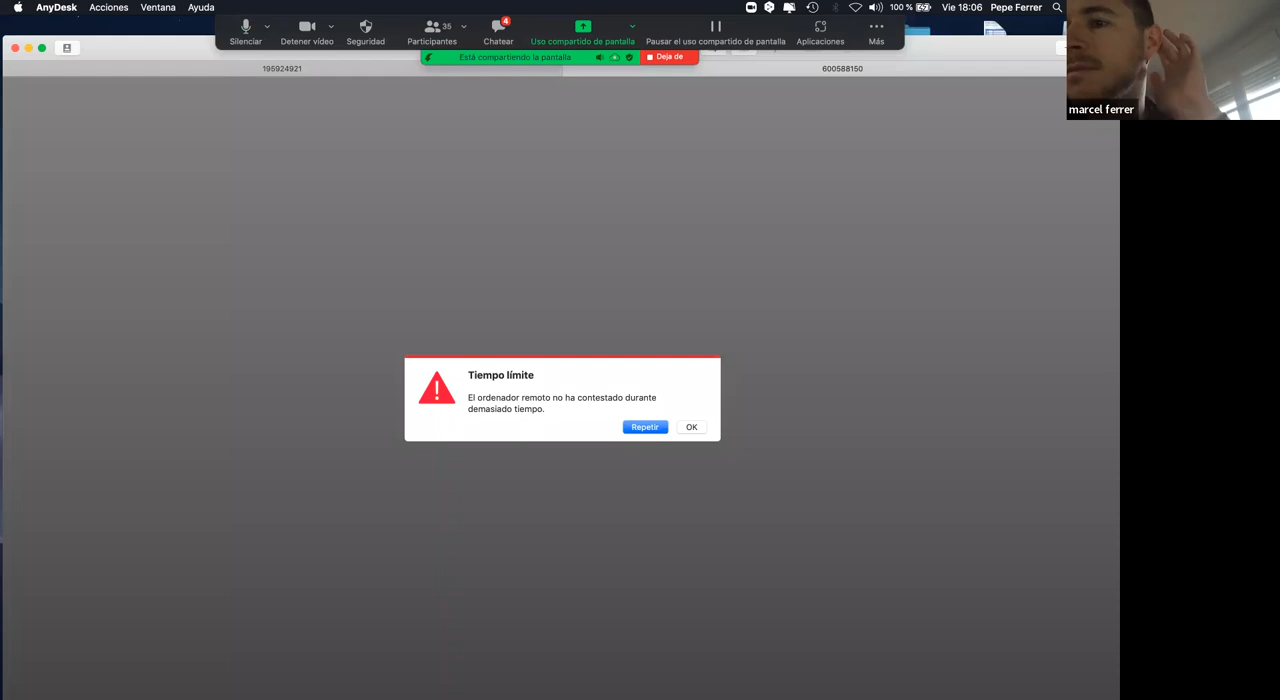 AnyDesk Acciones Ventana Ayuda
100 % Vie 18:06 Pepe Ferrer
4
35
Silenciar Detener vídeo Seguridad Participantes Chatear Uso compartido de pantalla Pausar el uso compartido de pantalla Aplicaciones Más
Está compartiendo la pantalla Deja de
195924921 600588150
marcel ferrer
Tiempo límite
El ordenador remoto no ha contestado durante
demasiado tiempo.
Repetir OK